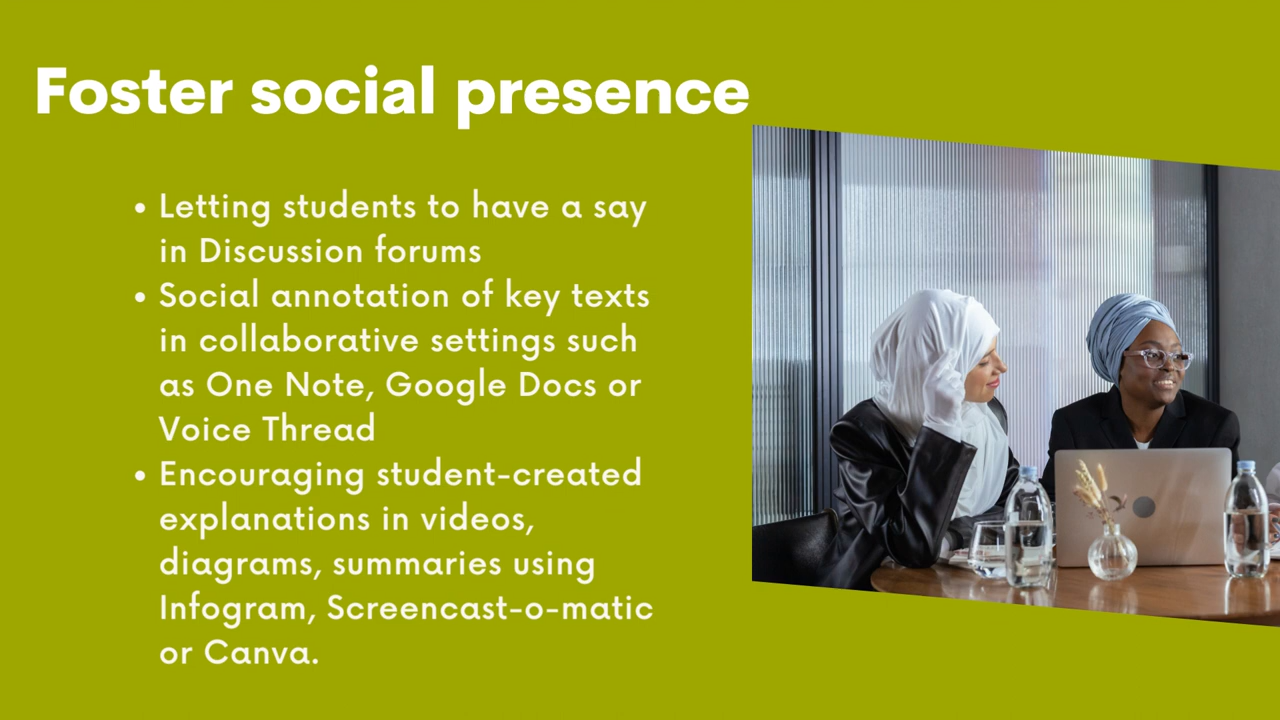 Foster social presence
• Letting students to have a say
in Discussion forums
• Social annotation of key texts
in collaborative settings such
as One Note, Google Docs or
Voice Thread
• Encouraging student-created
explanations in videos,
diagrams, summaries using
Infogram, Screencast-o-matic
or Canva.